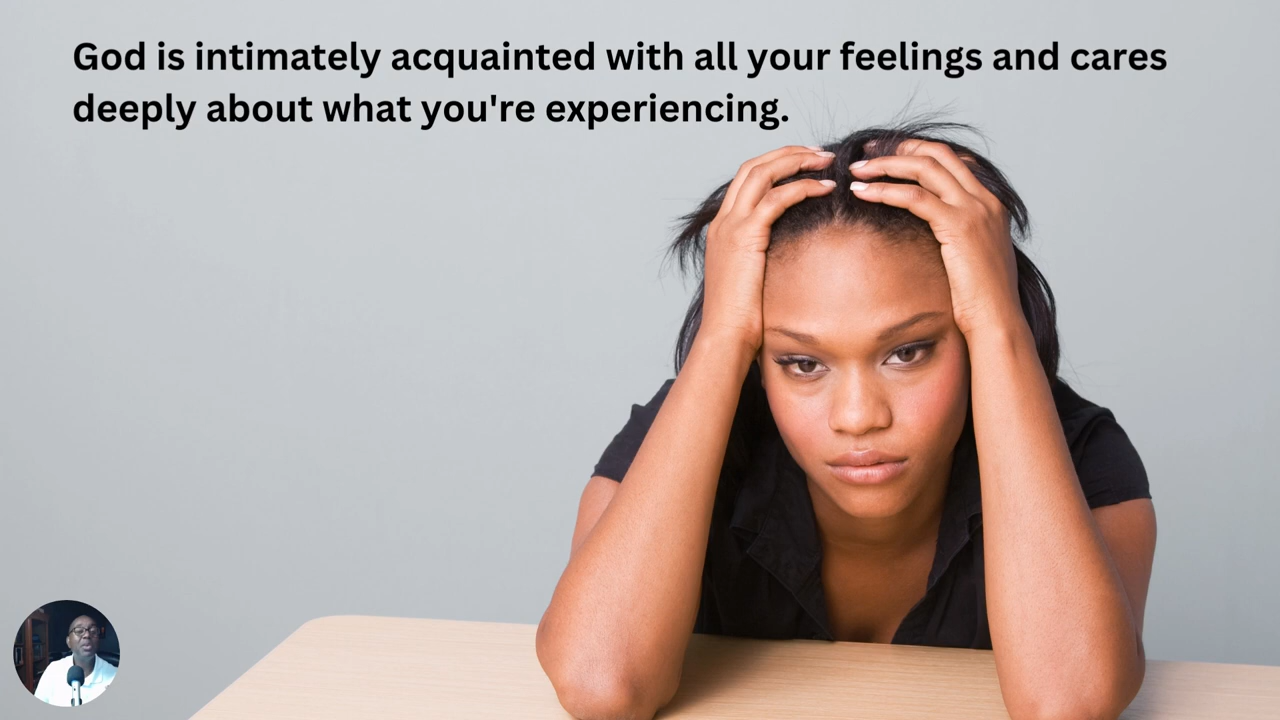 God is intimately acquainted with all your feelings and cares
deeply about what you're experiencing.